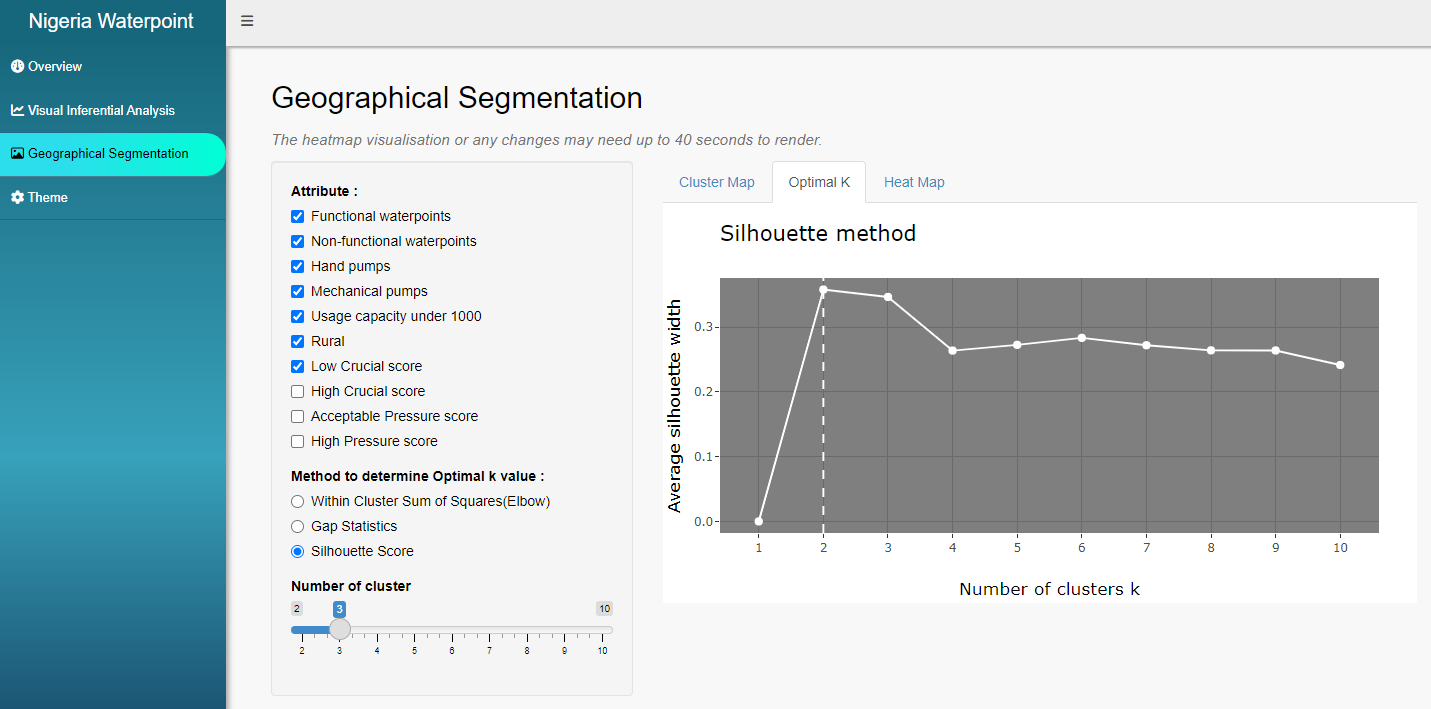 Nigeria Waterpoint
Overview
Visual Inferential Analysis
Geographical Segmentation
Theme
Geographical Segmentation
The heatmap visualisation or any changes may need up to 40 seconds to render.
Attribute :
Functional waterpoints
Non-functional waterpoints
Hand pumps
Mechanical pumps
Usage capacity under 1000
Rural
Low Crucial score
High Crucial score
Acceptable Pressure score
High Pressure score
Method to determine Optimal k value :
Within Cluster Sum of Squares(Elbow)
Gap Statistics
Silhouette Score
Number of cluster
2 3 10
2 3 4 5 6 7 8 9 10
Cluster Map Optimal K Heat Map
Silhouette method
Average silhouette width
0.3
0.2
0.1
0.0
1 2 3 4 5 6 7 8 9 10
Number of clusters k